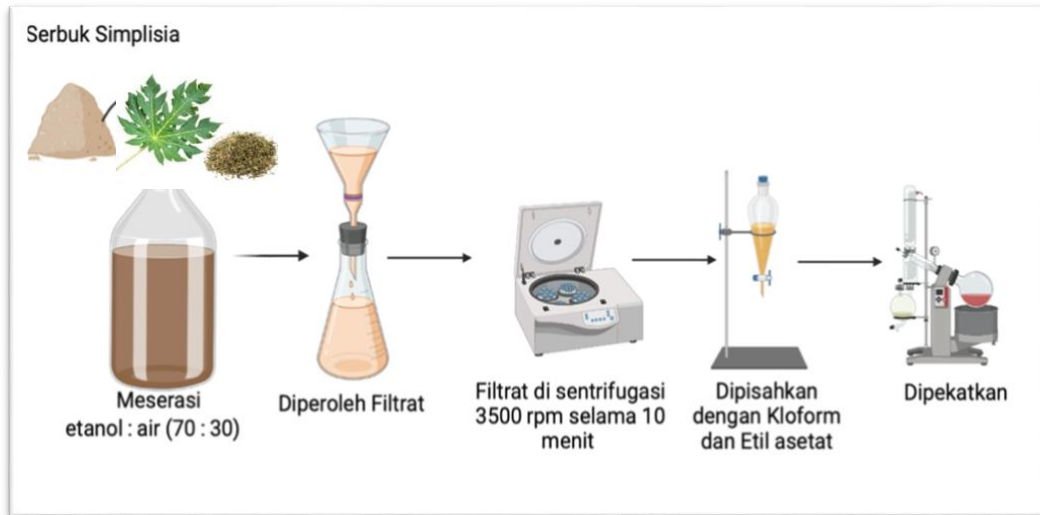 Serbuk Simplisia
Meserasi
etanol : air (70 : 30)
Diperoleh Filtrat
Filtrat di sentrifugasi
3500 rpm selama 10
menit
Dipisahkan
dengan Kloform
dan Etil asetat
Dipekatkan